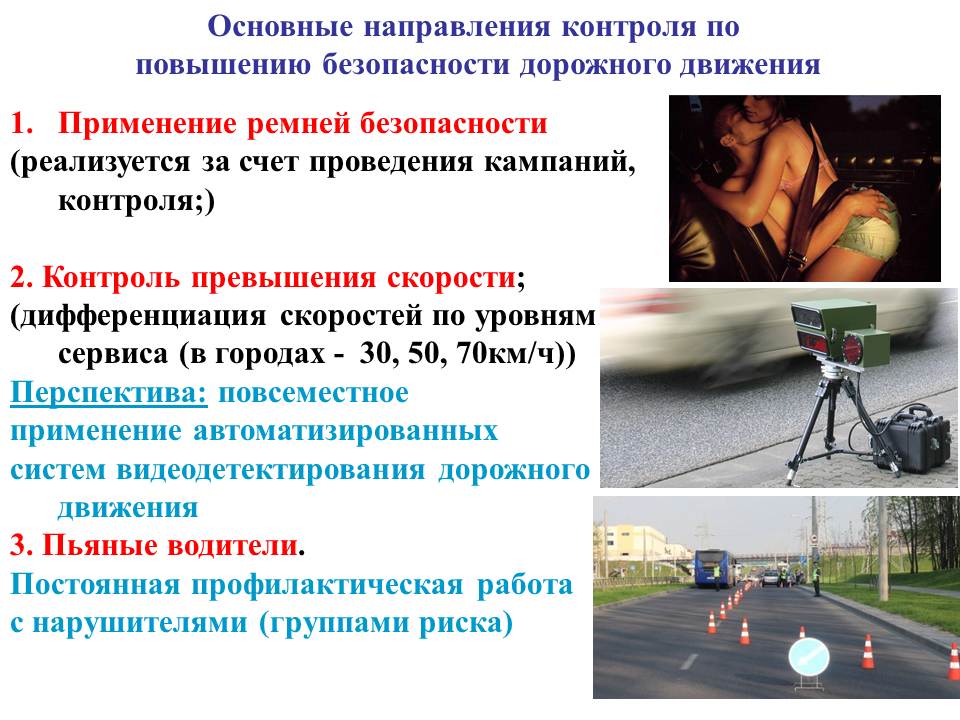 Основные направления контроля по
повышению безопасности дорожного движения
1. Применение ремней безопасности
(реализуется за счет проведения кампаний,
контроля;)
2. Контроль превышения скорости;
(дифференциация скоростей по уровням
сервиса (в городах - 30, 50, 70км/ч))
Перспектива: повсеместное
применение автоматизированных
систем видеодетектирования дорожного
движения
3. Пьяные водители.
Постоянная профилактическая работа
с нарушителями (группами риска)